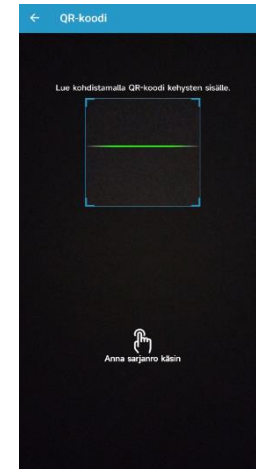 QR-koodi
Lue kohdistamalla QR-koodi kehysten sisälle.
Anna sarjanro käsin